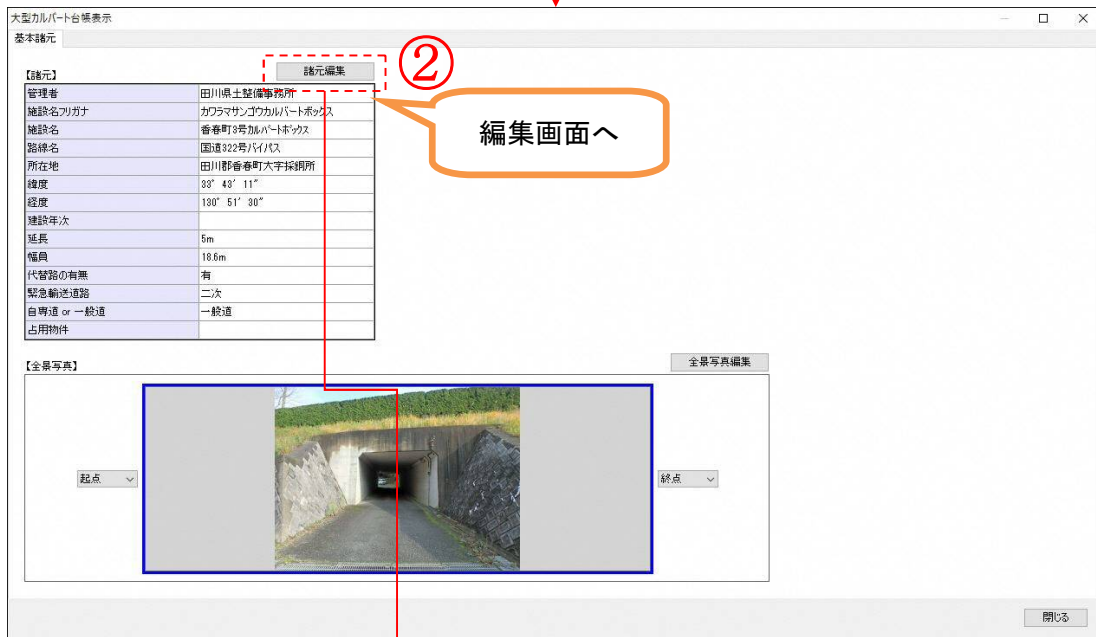 大型カルバート台帳表示
基本諸元
【諸元】
諸元編集
②
編集画面へ
管理者 田川県土整備事務所
施設名フリガナ カワラマサンゴウカルバートボックス
施設名 香春町3号カルバートボックス
路線名 国道322号バイパス
所在地 田川郡香春町大字採銅所
緯度 33° 43′ 11″
経度 130° 51′ 30″
建設年次
延長 5m
幅員 18.6m
代替路の有無 有
緊急輸送道路 二次
自専道 or 一般道 一般道
占用物件
【全景写真】
全景写真編集
起点
終点
閉じる